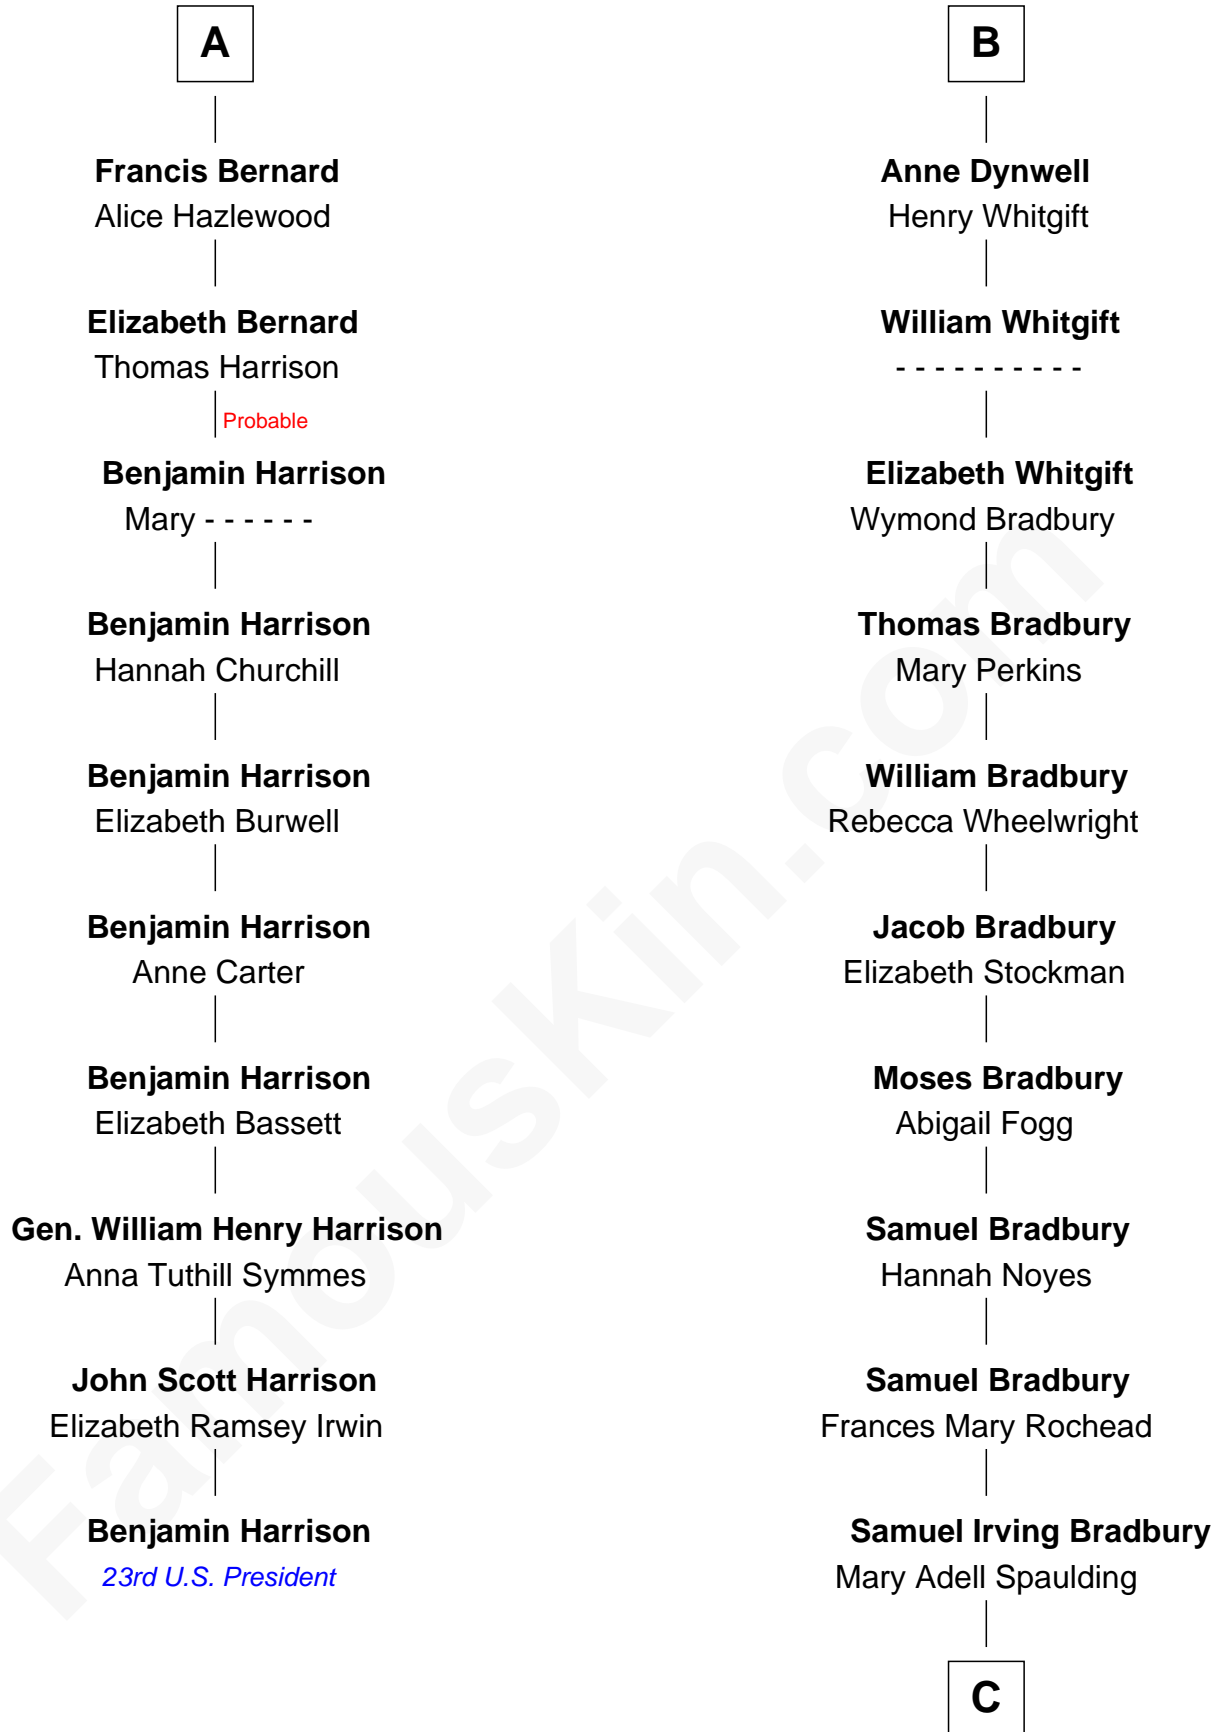 A
Francis Bernard
Alice Hazlewood
Elizabeth Bernard
Thomas Harrison
Probable
Benjamin Harrison
Mary - - - - - -
Benjamin Harrison
Hannah Churchill
Benjamin Harrison
Elizabeth Burwell
Benjamin Harrison
Anne Carter
Benjamin Harrison
Elizabeth Bassett
Gen. William Henry Harrison
Anna Tuthill Symmes
John Scott Harrison
Elizabeth Ramsey Irwin
Benjamin Harrison
23rd U.S. President
B
Anne Dynwell
Henry Whitgift
William Whitgift
- - - - - - - - - -
Elizabeth Whitgift
Wymond Bradbury
Thomas Bradbury
Mary Perkins
William Bradbury
Rebecca Wheelwright
Jacob Bradbury
Elizabeth Stockman
Moses Bradbury
Abigail Fogg
Samuel Bradbury
Hannah Noyes
Samuel Bradbury
Frances Mary Rochead
Samuel Irving Bradbury
Mary Adell Spaulding
C
FamousKin.com